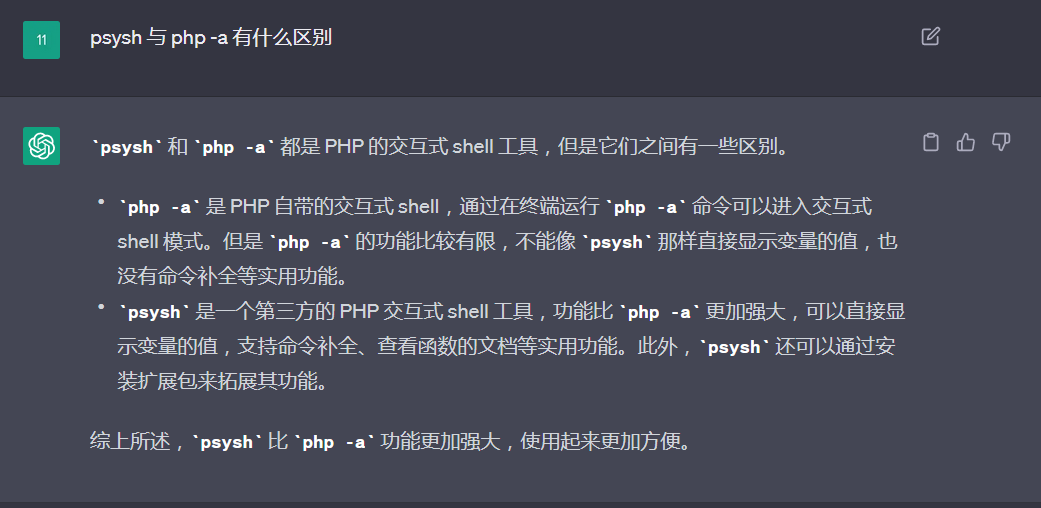 11
psysh 与 php -a 有什么区别
`psysh` 和 `php -a` 都是 PHP 的交互式 shell 工具，但是它们之间有一些区别。
• `php -a` 是 PHP 自带的交互式 shell，通过在终端运行 `php -a` 命令可以进入交互式
shell 模式。但是 `php -a` 的功能比较有限，不能像 `psysh` 那样直接显示变量的值，也
没有命令补全等实用功能。
• `psysh` 是一个第三方的 PHP 交互式 shell 工具，功能比 `php -a` 更加强大，可以直接显
示变量的值，支持命令补全、查看函数的文档等实用功能。此外，`psysh` 还可以通过安
装扩展包来拓展其功能。
综上所述，`psysh` 比 `php -a` 功能更加强大，使用起来更加方便。